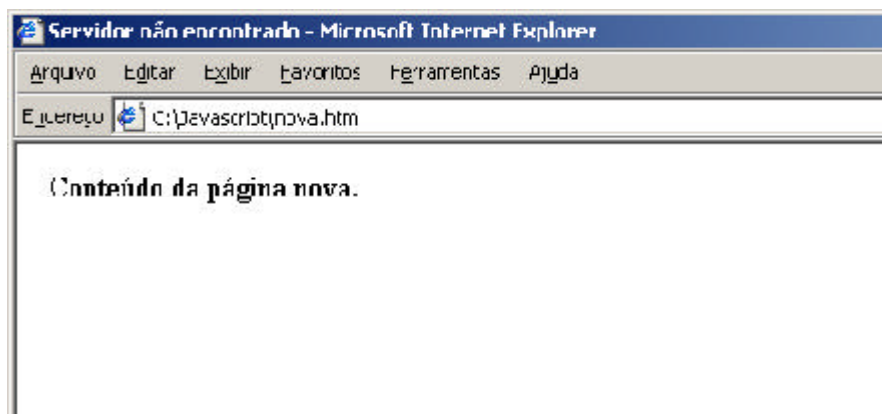 Servidor não encontrado - Microsoft Internet Explorer
Arquivo Editar Exibir Favoritos Ferramentas Ajuda
Endereço C:\Javascript\nova.htm
Conteúdo da página nova.